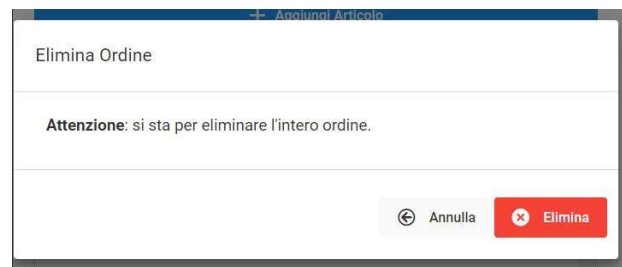 + Aggiungi Articolo
Elimina Ordine
Attenzione: si sta per eliminare l'intero ordine.
Annulla
Elimina